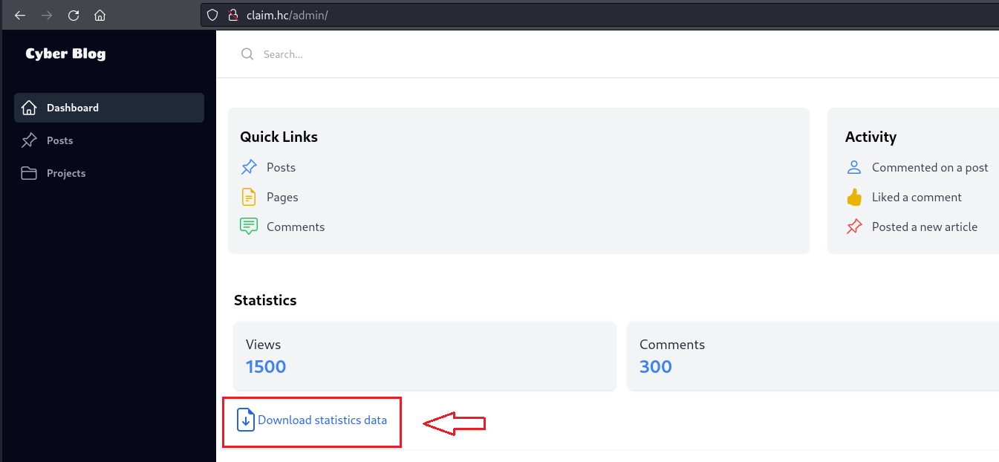 claim.hc/admin/
Cyber Blog
Search...
Dashboard
Posts
Projects
Quick Links
Posts
Pages
Comments
Activity
Commented on a post
Liked a comment
Posted a new article
Statistics
Views
1500
Comments
300
Download statistics data